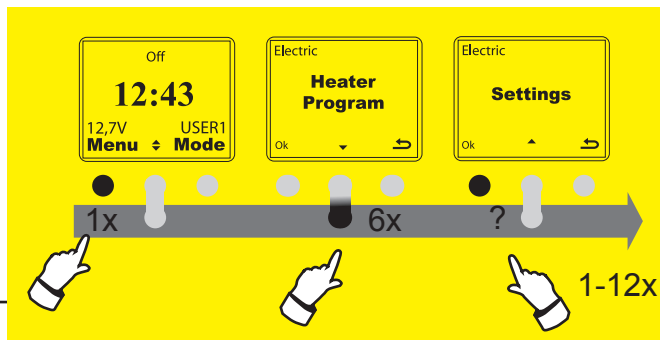 Off
12:43
12,7V USER1
Menu Mode
Electric
Heater
Program
Ok
Electric
Settings
Ok
1x 6x ?
1-12x